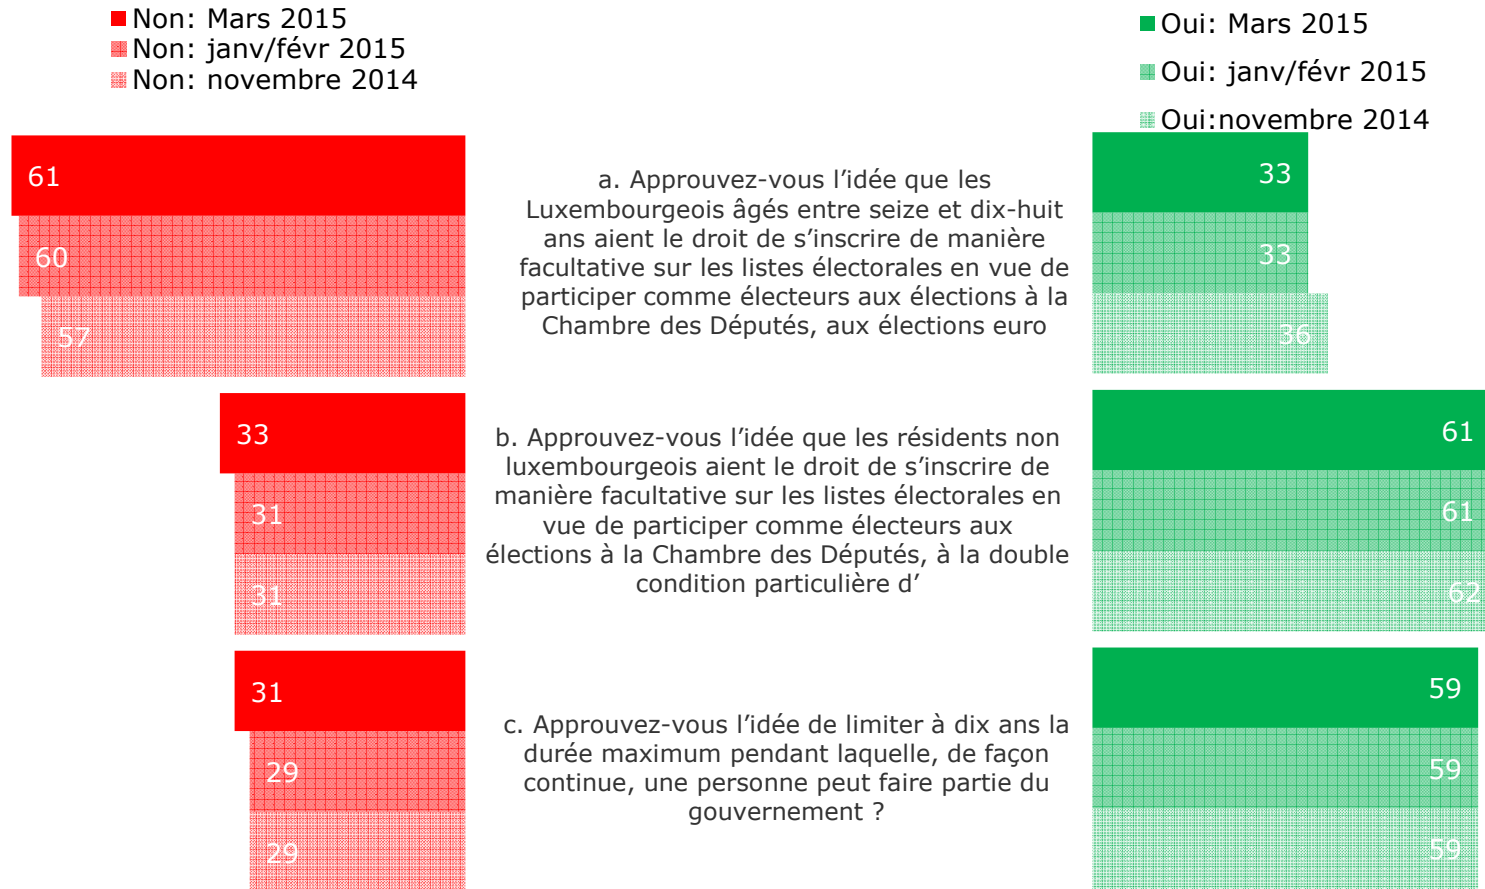 Non: Mars 2015
Non: janv/févr 2015
Non: novembre 2014
Oui: Mars 2015
Oui: janv/févr 2015
Oui:novembre 2014
61
60
57
a. Approuvez-vous l’idée que les
Luxembourgeois âgés entre seize et dix-huit
ans aient le droit de s’inscrire de manière
facultative sur les listes électorales en vue de
participer comme électeurs aux élections à la
Chambre des Députés, aux élections euro
33
33
36
33
31
31
b. Approuvez-vous l’idée que les résidents non
luxembourgeois aient le droit de s’inscrire de
manière facultative sur les listes électorales en
vue de participer comme électeurs aux
élections à la Chambre des Députés, à la double
condition particulière d’
61
61
62
31
29
29
c. Approuvez-vous l’idée de limiter à dix ans la
durée maximum pendant laquelle, de façon
continue, une personne peut faire partie du
gouvernement ?
59
59
59